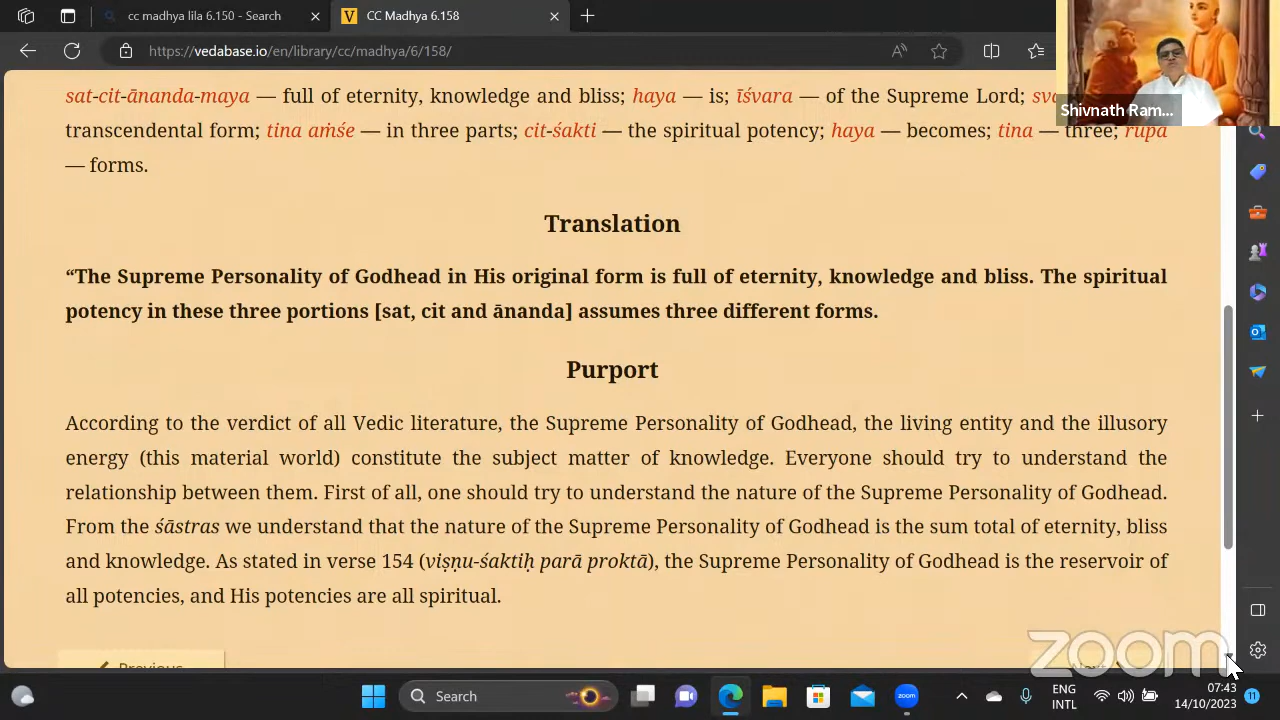 cc madhya lila 6.150 - Search
CC Madhya 6.158
https://vedabase.io/en/library/cc/madhya/6/158/
Shivnath Ram...
sat-cit-ānanda-maya — full of eternity, knowledge and bliss; haya — is; īśvara — of the Supreme Lord;
transcendental form; tina aṁśe — in three parts; cit-śakti — the spiritual potency; haya — becomes; tina — three; rūpa
— forms.
Translation
“The Supreme Personality of Godhead in His original form is full of eternity, knowledge and bliss. The spiritual
potency in these three portions [sat, cit and ānanda] assumes three different forms.
Purport
According to the verdict of all Vedic literature, the Supreme Personality of Godhead, the living entity and the illusory
energy (this material world) constitute the subject matter of knowledge. Everyone should try to understand the
relationship between them. First of all, one should try to understand the nature of the Supreme Personality of Godhead.
From the śāstras we understand that the nature of the Supreme Personality of Godhead is the sum total of eternity, bliss
and knowledge. As stated in verse 154 (viṣṇu-śaktiḥ parā proktā), the Supreme Personality of Godhead is the reservoir of
all potencies, and His potencies are all spiritual.
Previous
zoom
Search
zoom
ENG
INTL
07:43
14/10/2023
11